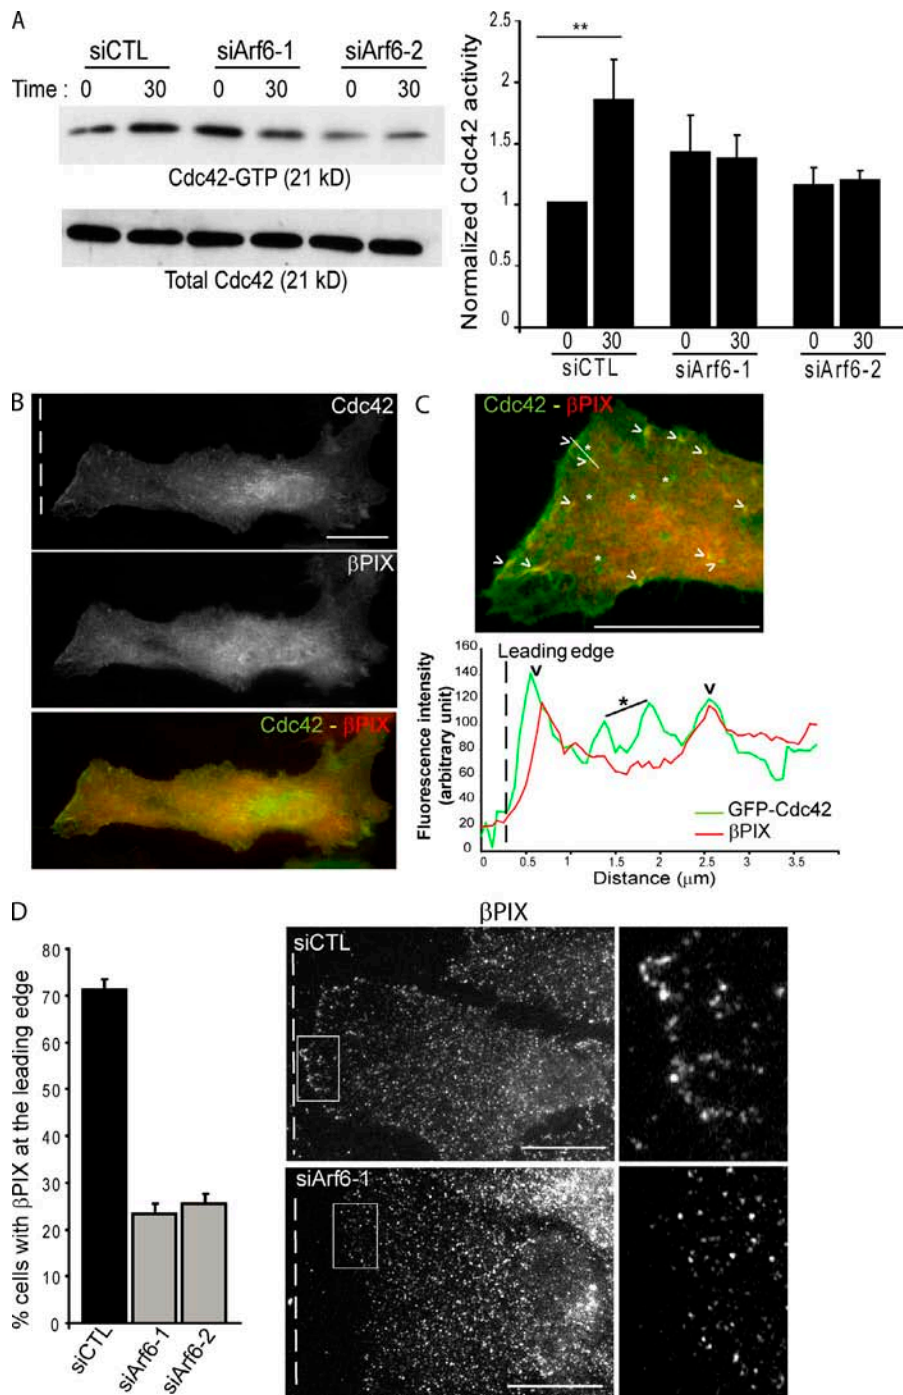 A
siCTL siArf6-1 siArf6-2
Time : 0 30 0 30 0 30
Cdc42-GTP (21 kD)
Total Cdc42 (21 kD)
Normalized Cdc42 activity
2.5
2
1.5
1
0.5
0
**
0 30 0 30 0 30
siCTL siArf6-1 siArf6-2
B
Cdc42
βPIX
Cdc42 - βPIX
C
Cdc42 - βPIX
Fluorescence intensity
(arbitrary unit)
160
140
120
100
80
60
40
20
0
Leading edge
*
GFP-Cdc42
βPIX
0 0.5 1 1.5 2 2.5 3 3.5
Distance (μm)
D
% cells with βPIX at the leading edge
80
70
60
50
40
30
20
10
0
siCTL
siArf6-1
siArf6-2
βPIX
siCTL
siArf6-1